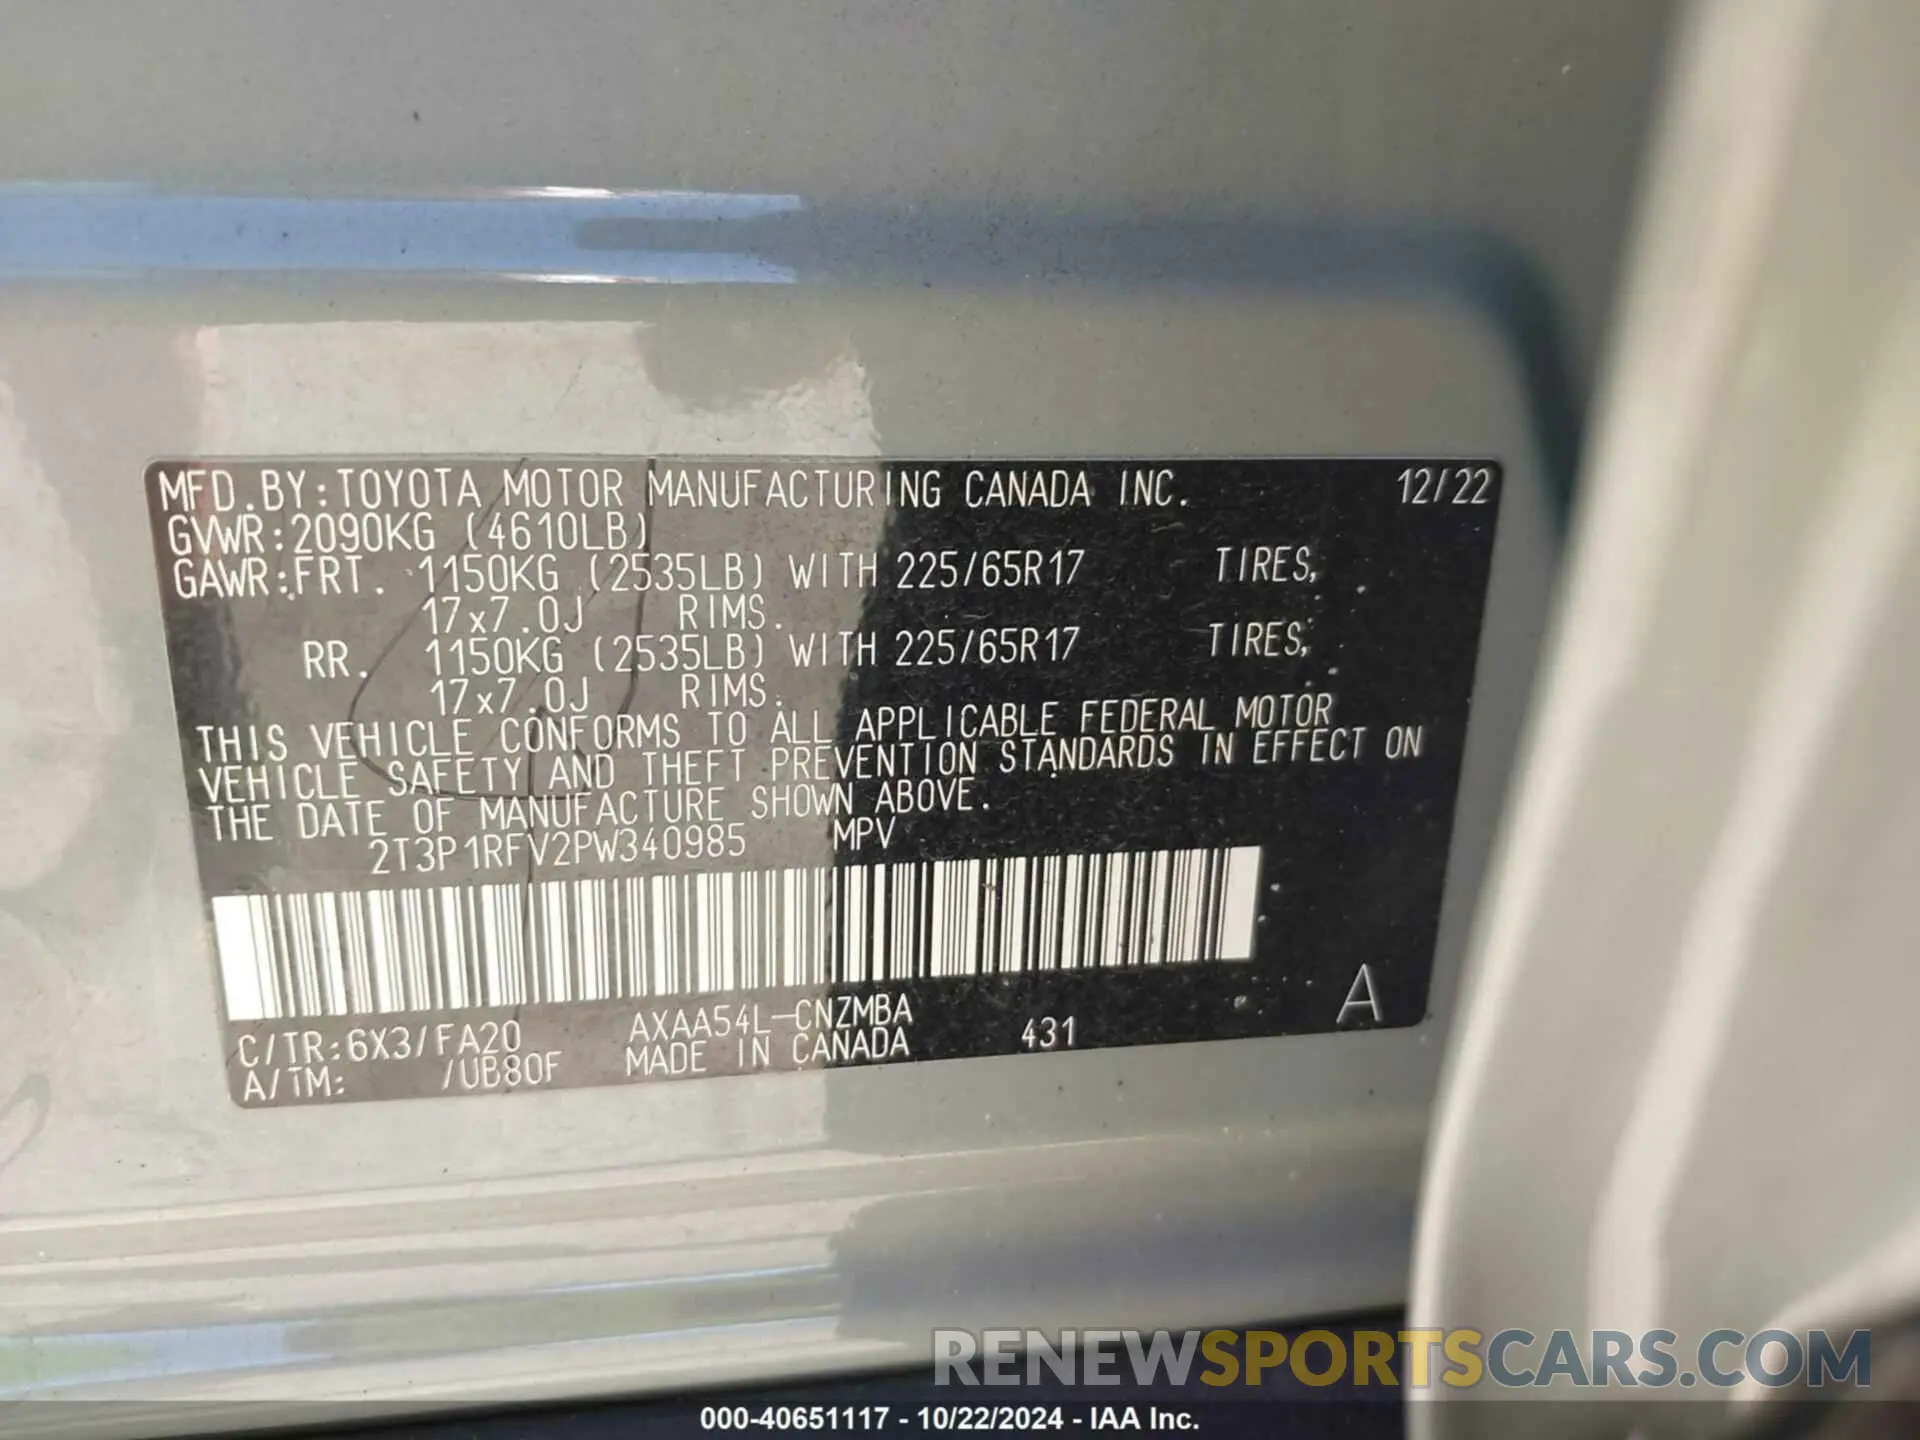 MFD.BY:TOYOTA MOTOR MANUFACTURING CANADA INC. 12/22
GVWR:2090KG (4610LB)
GAWR:FRT. 1150KG (2535LB) WITH 225/65R17 TIRES,
17x7.0J RIMS.
RR. 1150KG (2535LB) WITH 225/65R17 TIRES,
17x7.0J RIMS.
THIS VEHICLE CONFORMS TO ALL APPLICABLE FEDERAL MOTOR
VEHICLE SAFETY AND THEFT PREVENTION STANDARDS IN EFFECT ON
THE DATE OF MANUFACTURE SHOWN ABOVE.
2T3P1RFV2PW340985 MPV
A
C/TR:6X3/FA20 AXAA54L-CNZMBA
A/TM: /UB80F MADE IN CANADA 431
RENEWSPORTSCARS.COM
000-40651117 - 10/22/2024 - IAA Inc.